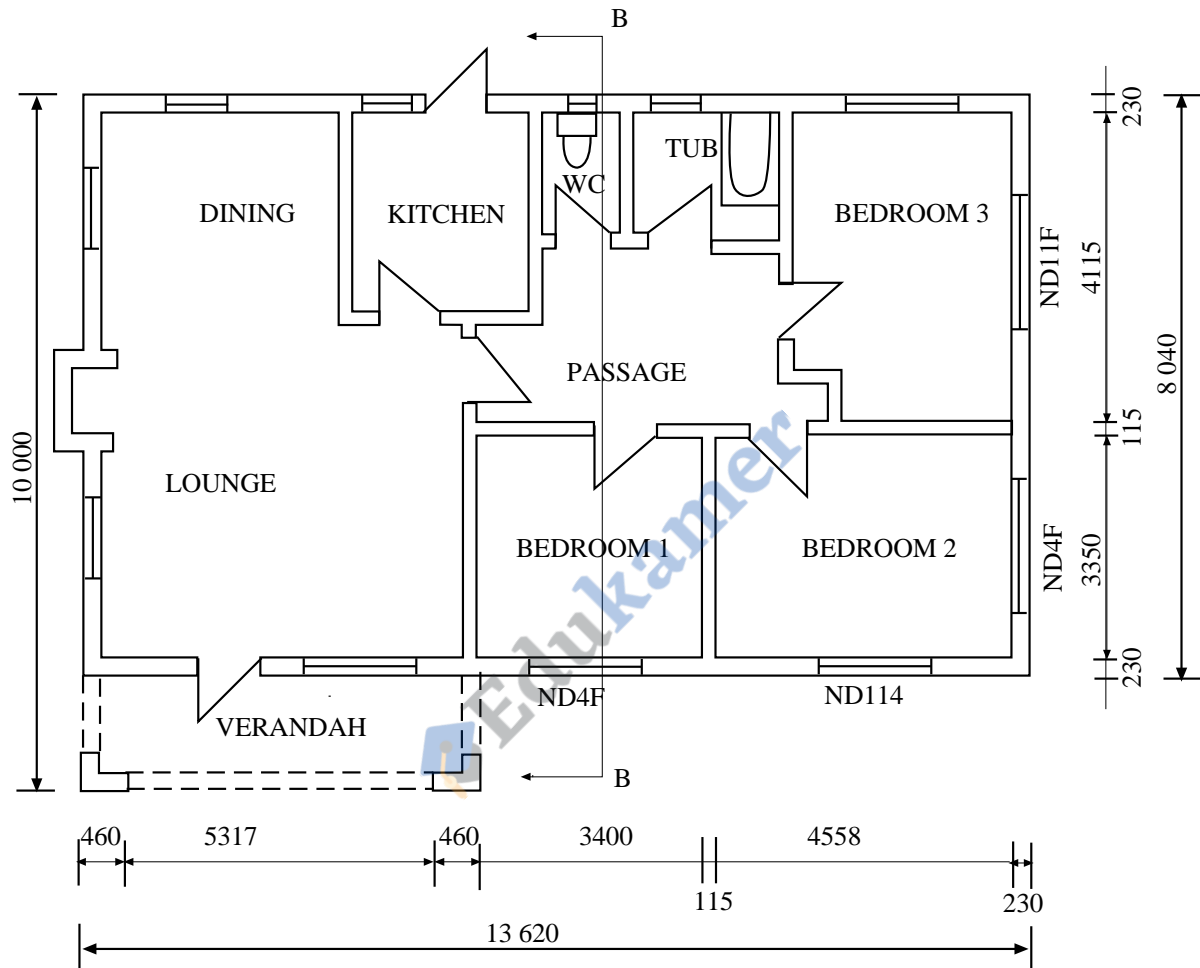 B
230
TUB
WC
DINING
KITCHEN
BEDROOM 3
ND11F
4115
8 040
PASSAGE
10 000
115
LOUNGE
BEDROOM 1
BEDROOM 2
ND4F
3350
Edukamer
230
ND4F
ND114
VERANDAH
B
460
5317
460
3400
4558
115
230
13 620